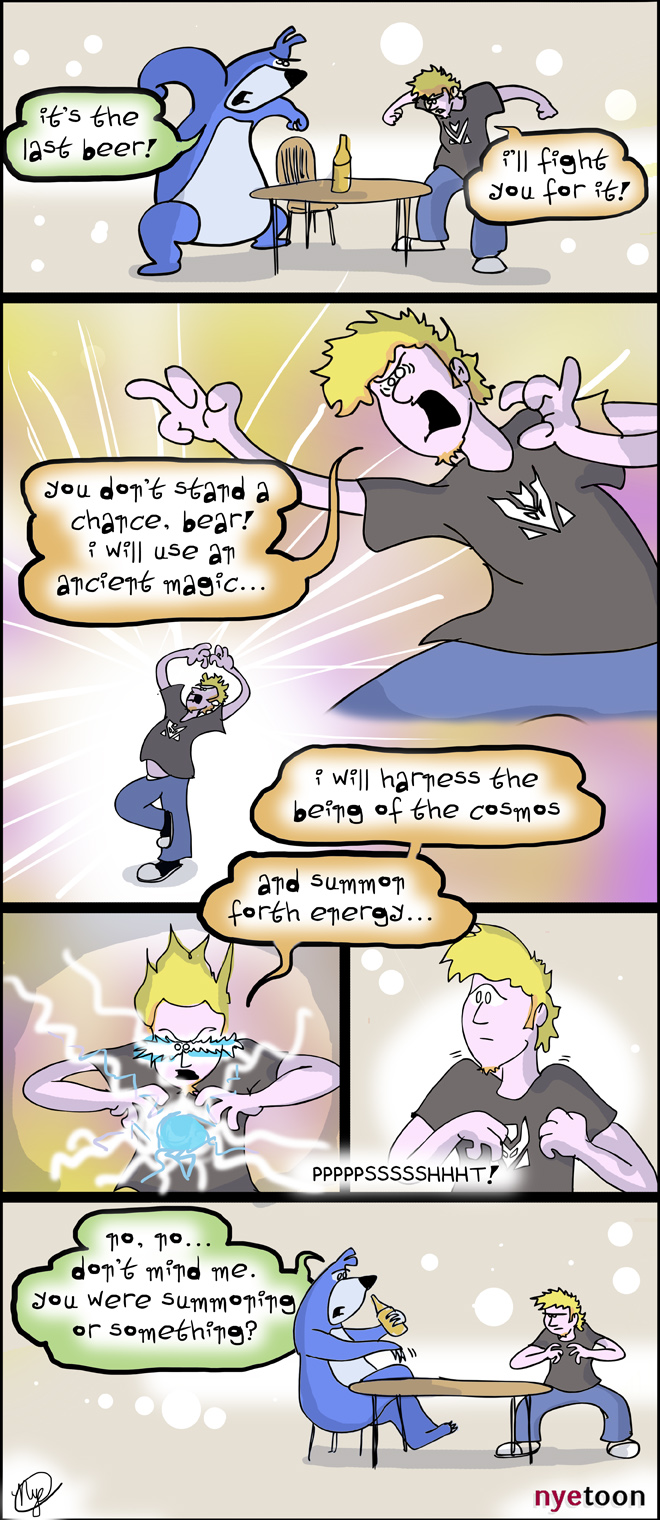 it's the
last beer!
i'll fight
you for it!
you don't stand a
chance, bear!
i will use an
ancient magic...
i will harness the
being of the cosmos
and summon
forth energy...
PPPPPSSSSSHHHT!
no, no...
don't mind me.
you were summoning
or something?
nyetoon